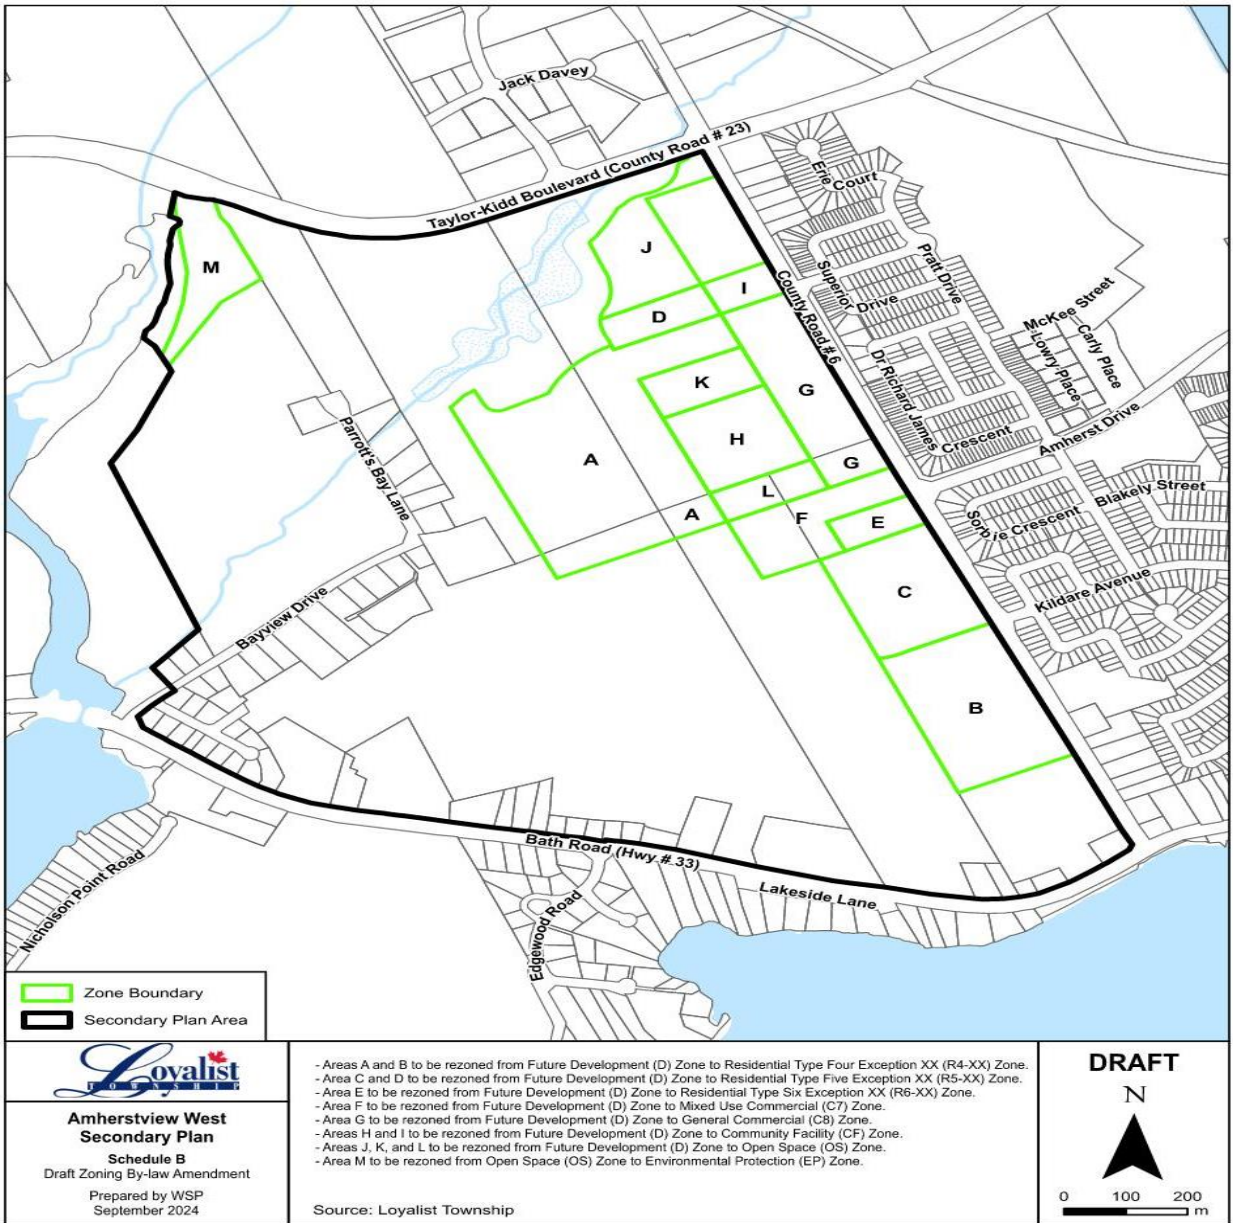 Jack Davey
Taylor-Kidd Boulevard (County Road # 23)
Erie Court
M
J
County Road # 6
Superior Drive
Pratt Drive
I
D
McKee Street
Lowry Place
Carly Place
K
G
Dr Richard James Crescent
Amherst Drive
Parrott's Bay Lane
A
H
G
L
A
F
E
Sorbie Crescent
Blakely Street
C
Kildare Avenue
Bayview Drive
B
Bath Road (Hwy # 33)
Lakeside Lane
Nicholson Point Road
Edgewood Road
Zone Boundary
Secondary Plan Area
Loyalist
TOWNSHIP
Amherstview West
Secondary Plan
Schedule B
Draft Zoning By-law Amendment
Prepared by WSP
September 2024
- Areas A and B to be rezoned from Future Development (D) Zone to Residential Type Four Exception XX (R4-XX) Zone.
- Area C and D to be rezoned from Future Development (D) Zone to Residential Type Five Exception XX (R5-XX) Zone.
- Area E to be rezoned from Future Development (D) Zone to Residential Type Six Exception XX (R6-XX) Zone.
- Area F to be rezoned from Future Development (D) Zone to Mixed Use Commercial (C7) Zone.
- Area G to be rezoned from Future Development (D) Zone to General Commercial (C8) Zone.
- Areas H and I to be rezoned from Future Development (D) Zone to Community Facility (CF) Zone.
- Areas J, K, and L to be rezoned from Future Development (D) Zone to Open Space (OS) Zone.
- Area M to be rezoned from Open Space (OS) Zone to Environmental Protection (EP) Zone.
Source: Loyalist Township
DRAFT
N
0 100 200
m